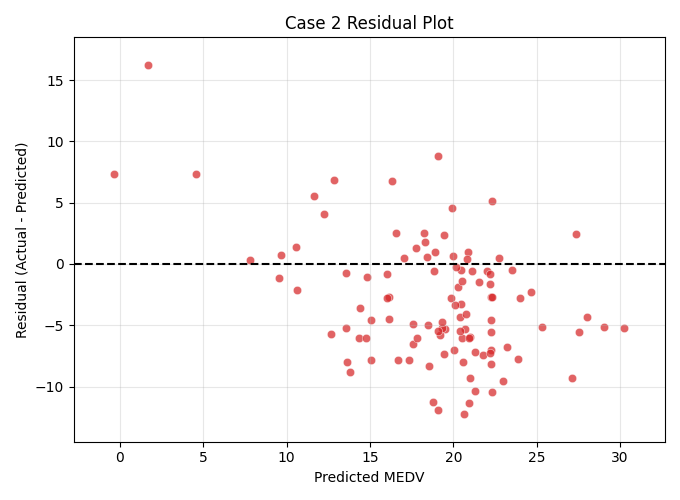 Case 2 Residual Plot
Residual (Actual - Predicted)
15
10
5
0
−5
−10
0 5 10 15 20 25 30
Predicted MEDV